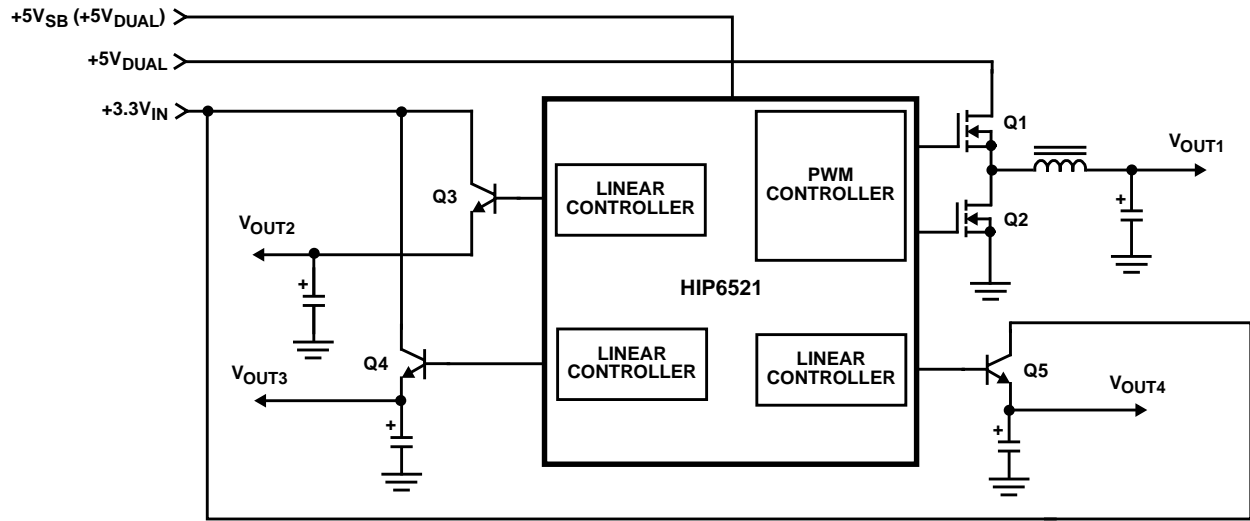 +5VSB (+5VDUAL)
+5VDUAL
+3.3VIN
Q1
VOUT1
PWM
CONTROLLER
LINEAR
CONTROLLER
Q3
Q2
VOUT2
+
+
HIP6521
LINEAR
CONTROLLER
LINEAR
CONTROLLER
Q4
Q5
VOUT3
VOUT4
+
+